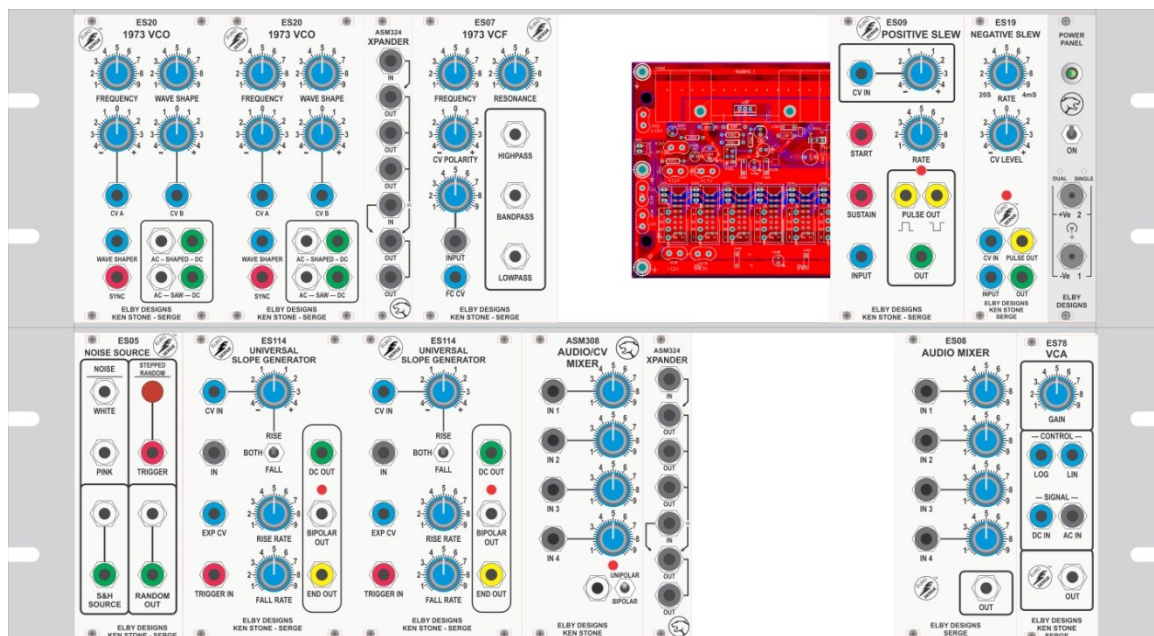 ES20
1973 VCO
FREQUENCY WAVE SHAPE
CV A CV B
WAVE SHAPER
AC – SHAPED – DC
SYNC
AC – SAW – DC
ELBY DESIGNS
KEN STONE - SERGE
ES20
1973 VCO
FREQUENCY WAVE SHAPE
CV A CV B
WAVE SHAPER
AC – SHAPED – DC
SYNC
AC – SAW – DC
ELBY DESIGNS
KEN STONE - SERGE
ASM324
XPANDER
IN
OUT
OUT
OUT
IN
OUT
OUT
ES07
1973 VCF
FREQUENCY RESONANCE
HIGHPASS
CV POLARITY
BANDPASS
INPUT
LOWPASS
FC CV
ELBY DESIGNS
KEN STONE - SERGE
ES09
POSITIVE SLEW
CV IN
START
RATE
SUSTAIN
PULSE OUT
INPUT
OUT
ELBY DESIGNS
KEN STONE - SERGE
ES19
NEGATIVE SLEW
20S RATE 4mS
CV LEVEL
CV IN PULSE OUT
INPUT OUT
ELBY DESIGNS
KEN STONE
SERGE
POWER
PANEL
ON
DUAL SINGLE
+Ve 2
-Ve 1
ELBY
DESIGNS
ES05
NOISE SOURCE
NOISE
STEPPED
RANDOM
WHITE
PINK
TRIGGER
S&H
SOURCE
RANDOM
OUT
ELBY DESIGNS
KEN STONE - SERGE
ES114
UNIVERSAL
SLOPE GENERATOR
CV IN
RISE
BOTH
FALL
IN
DC OUT
EXP CV
RISE RATE
BIPOLAR
OUT
TRIGGER IN
FALL RATE
END OUT
ELBY DESIGNS
KEN STONE - SERGE
ES114
UNIVERSAL
SLOPE GENERATOR
CV IN
RISE
BOTH
FALL
IN
DC OUT
EXP CV
RISE RATE
BIPOLAR
OUT
TRIGGER IN
FALL RATE
END OUT
ELBY DESIGNS
KEN STONE - SERGE
ASM308
AUDIO/CV
MIXER
IN 1
IN 2
IN 3
IN 4
UNIPOLAR
BIPOLAR
ELBY DESIGNS
KEN STONE
ASM324
XPANDER
IN
OUT
OUT
OUT
IN
OUT
OUT
ES08
AUDIO MIXER
IN 1
IN 2
IN 3
IN 4
OUT
ELBY DESIGNS
SERGE
ES78
VCA
GAIN
CONTROL
LOG LIN
SIGNAL
DC IN AC IN
OUT
ELBY DESIGNS
KEN STONE - SERGE